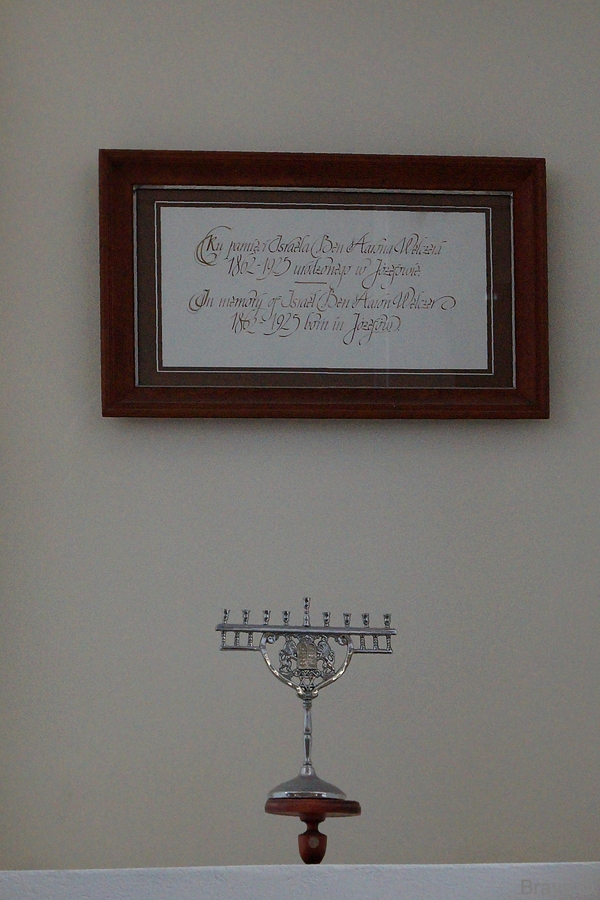 Ku pamięci Israela Ben Aarona Welczera
1862-1925 urodzonego w Józefowie
In memory of Israel Ben Aaron Welczer
1862-1925 born in Jozefow